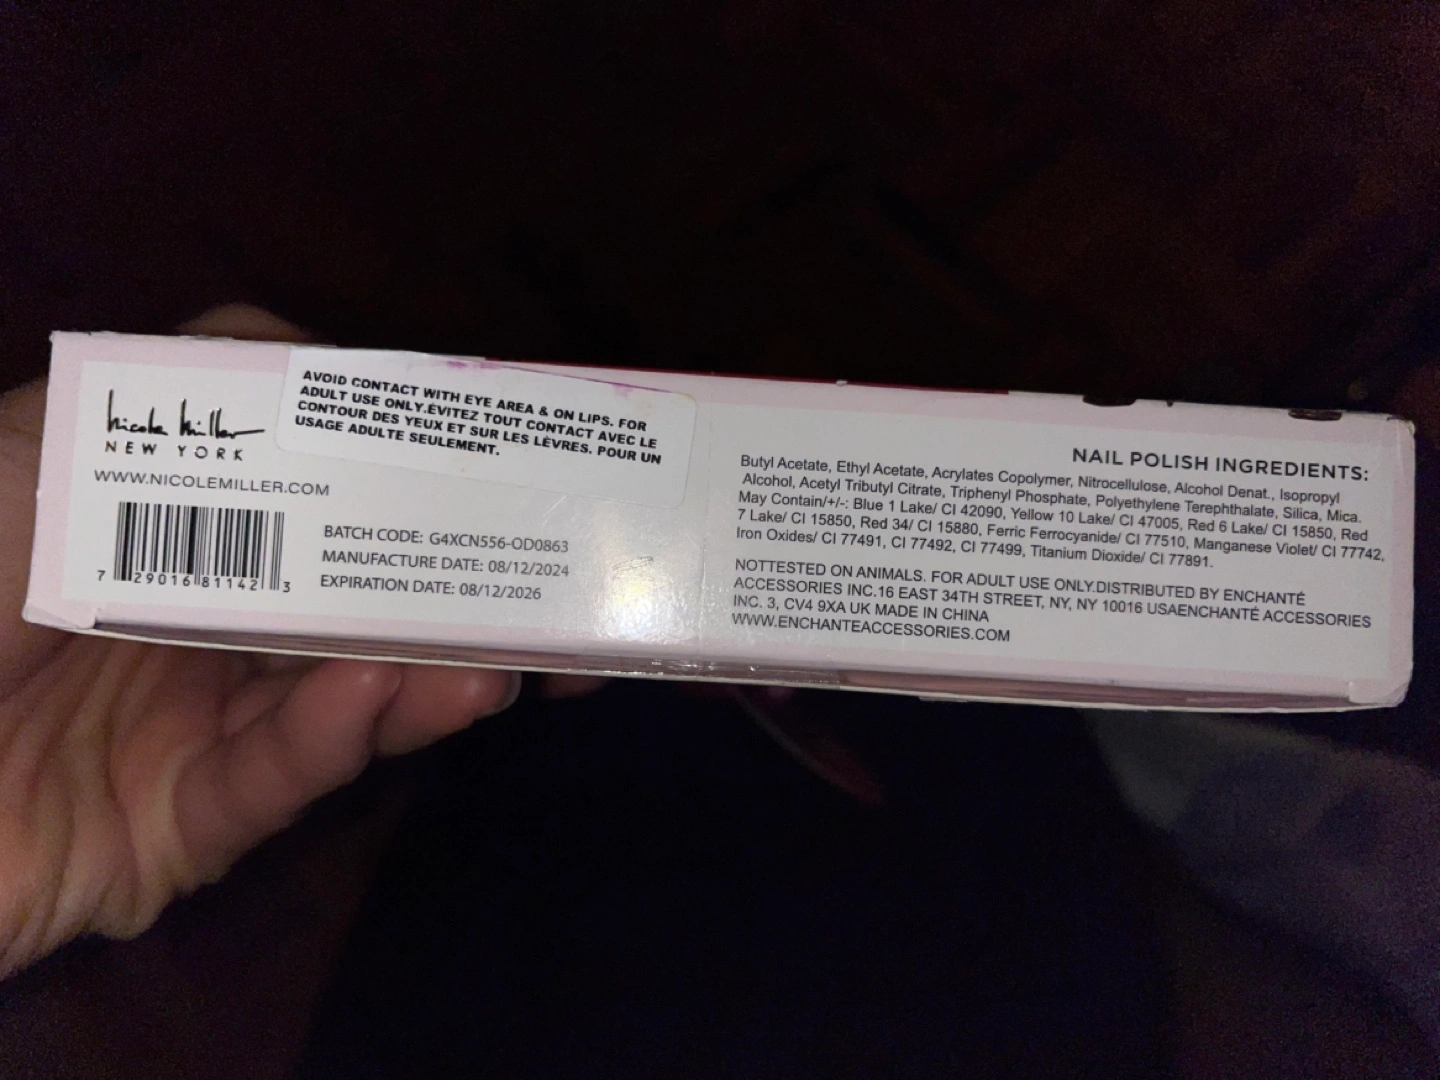 Nicole Miller
NEW YORK
WWW.NICOLEMILLER.COM
7 29016 81142 3
AVOID CONTACT WITH EYE AREA & ON LIPS. FOR
ADULT USE ONLY.ÉVITEZ TOUT CONTACT AVEC LE
CONTOUR DES YEUX ET SUR LES LÈVRES. POUR UN
USAGE ADULTE SEULEMENT.
BATCH CODE: G4XCN556-OD0863
MANUFACTURE DATE: 08/12/2024
EXPIRATION DATE: 08/12/2026
NAIL POLISH INGREDIENTS:
Butyl Acetate, Ethyl Acetate, Acrylates Copolymer, Nitrocellulose, Alcohol Denat., Isopropyl
Alcohol, Acetyl Tributyl Citrate, Triphenyl Phosphate, Polyethylene Terephthalate, Silica, Mica.
May Contain/+/-: Blue 1 Lake/ CI 42090, Yellow 10 Lake/ CI 47005, Red 6 Lake/ CI 15850, Red
7 Lake/ CI 15850, Red 34/ CI 15880, Ferric Ferrocyanide/ CI 77510, Manganese Violet/ CI 77742,
Iron Oxides/ CI 77491, CI 77492, CI 77499, Titanium Dioxide/ CI 77891.
NOTTESTED ON ANIMALS. FOR ADULT USE ONLY.DISTRIBUTED BY ENCHANTÉ
ACCESSORIES INC.16 EAST 34TH STREET, NY, NY 10016 USAENCHANTÉ ACCESSORIES
INC. 3, CV4 9XA UK MADE IN CHINA
WWW.ENCHANTEACCESSORIES.COM